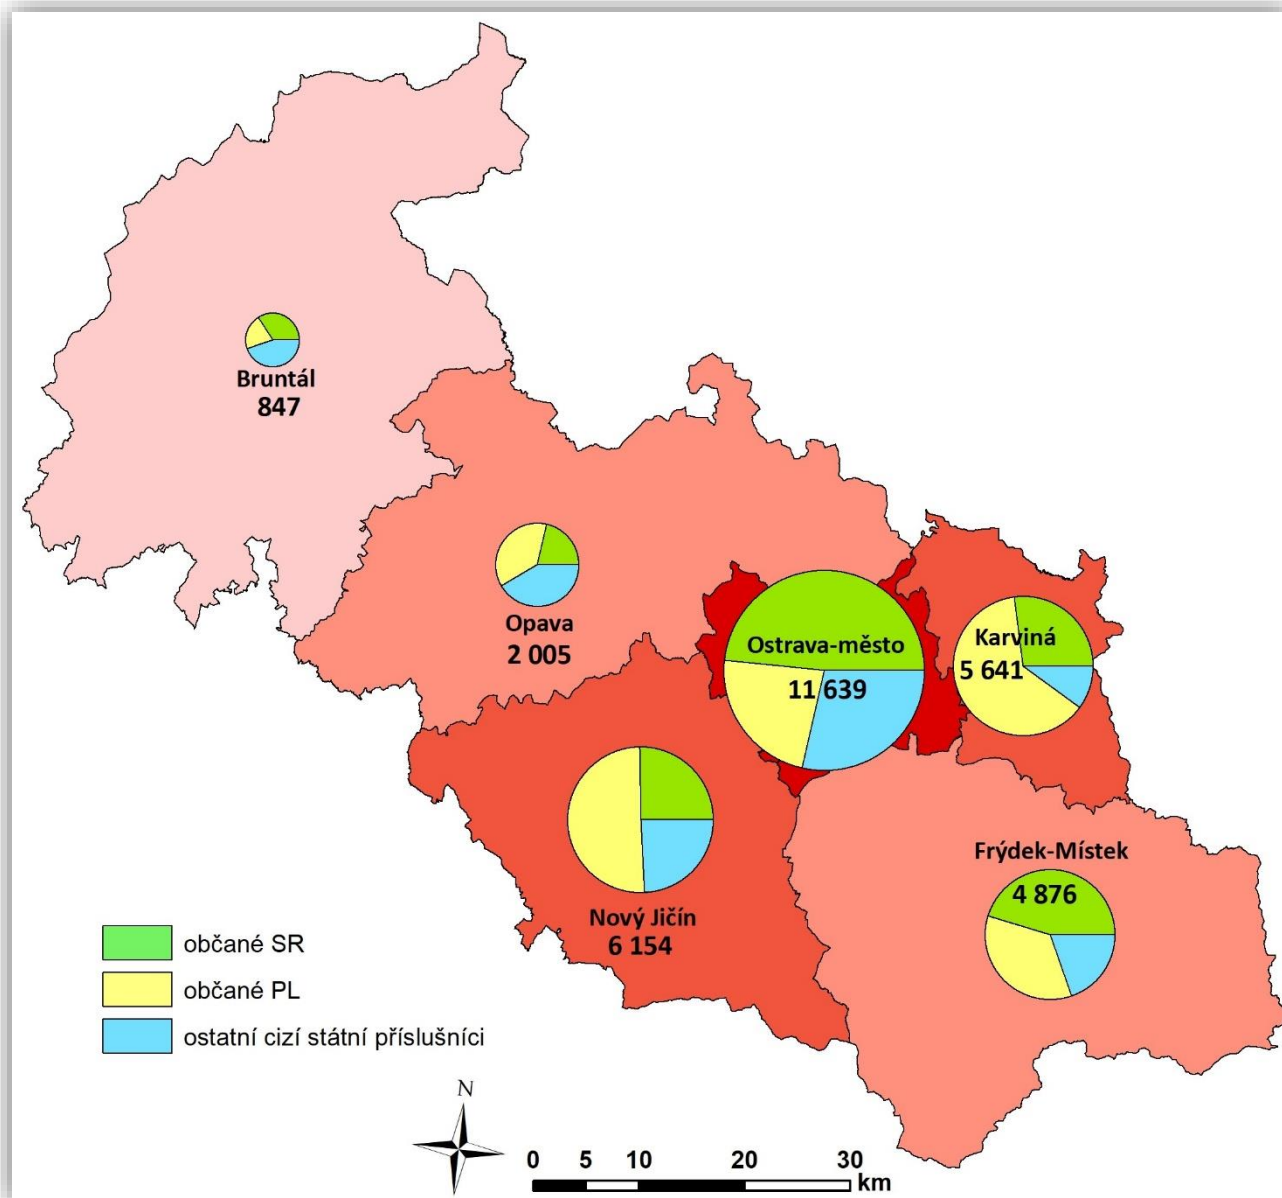 Bruntál
847
Opava
2 005
Ostrava-město
11 639
Karviná
5 641
Nový Jičín
6 154
Frýdek-Místek
4 876
občané SR
občané PL
ostatní cizí státní příslušníci
N
0 5 10 20 30
km